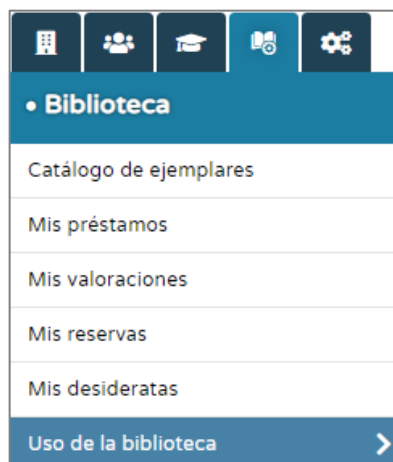 • Biblioteca
Catálogo de ejemplares
Mis préstamos
Mis valoraciones
Mis reservas
Mis desideratas
Uso de la biblioteca